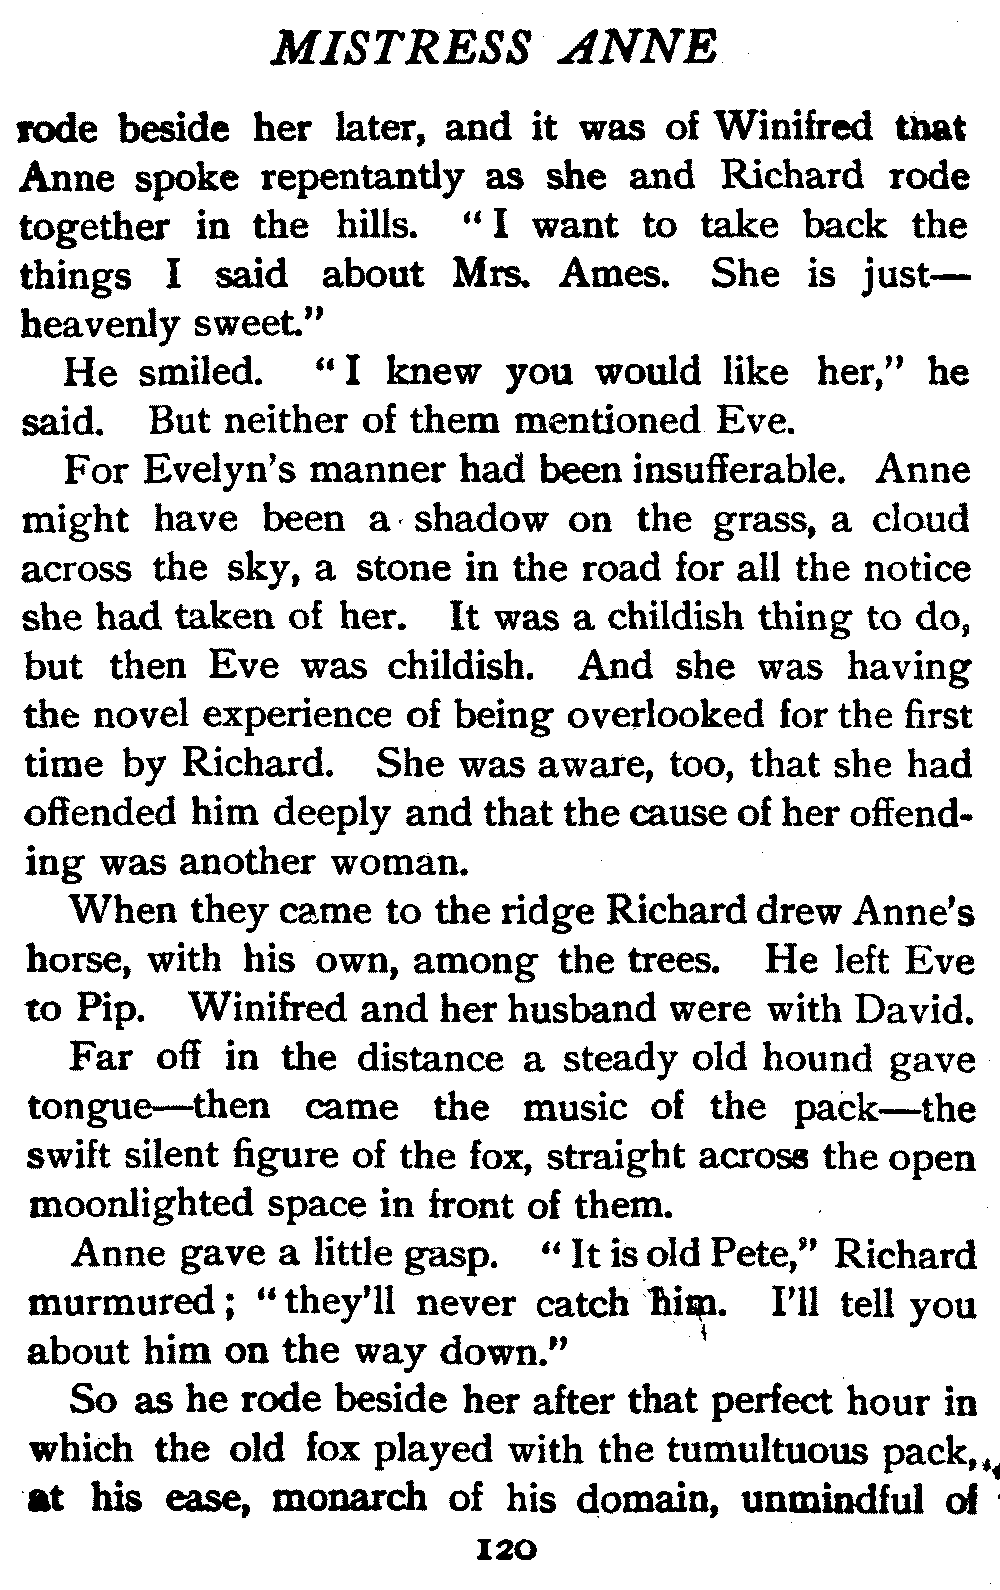 MISTRESS ANNE
rode beside her later, and it was of Winifred that
Anne spoke repentantly as she and Richard rode
together in the hills. “I want to take back the
things I said about Mrs. Ames. She is just—
heavenly sweet.”
He smiled. “I knew you would like her,” he
said. But neither of them mentioned Eve.
For Evelyn’s manner had been insufferable. Anne
might have been a shadow on the grass, a cloud
across the sky, a stone in the road for all the notice
she had taken of her. It was a childish thing to do,
but then Eve was childish. And she was having
the novel experience of being overlooked for the first
time by Richard. She was aware, too, that she had
offended him deeply and that the cause of her offend-
ing was another woman.
When they came to the ridge Richard drew Anne’s
horse, with his own, among the trees. He left Eve
to Pip. Winifred and her husband were with David.
Far off in the distance a steady old hound gave
tongue—then came the music of the pack—the
swift silent figure of the fox, straight across the open
moonlighted space in front of them.
Anne gave a little gasp. “It is old Pete,” Richard
murmured; “they’ll never catch him. I’ll tell you
about him on the way down.”
So as he rode beside her after that perfect hour in
which the old fox played with the tumultuous pack,
at his ease, monarch of his domain, unmindful of
120